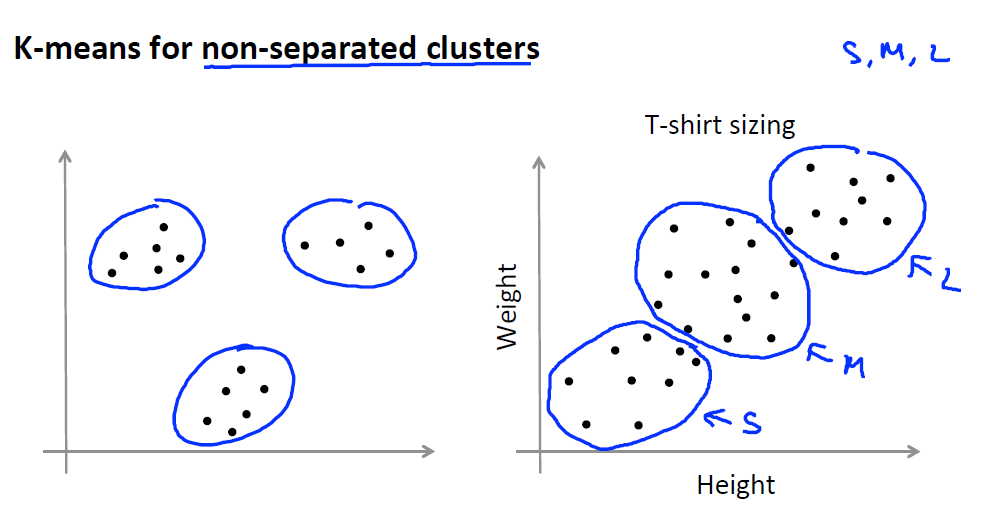 K-means for non-separated clusters
S, M, L
T-shirt sizing
Weight
L
M
S
Height